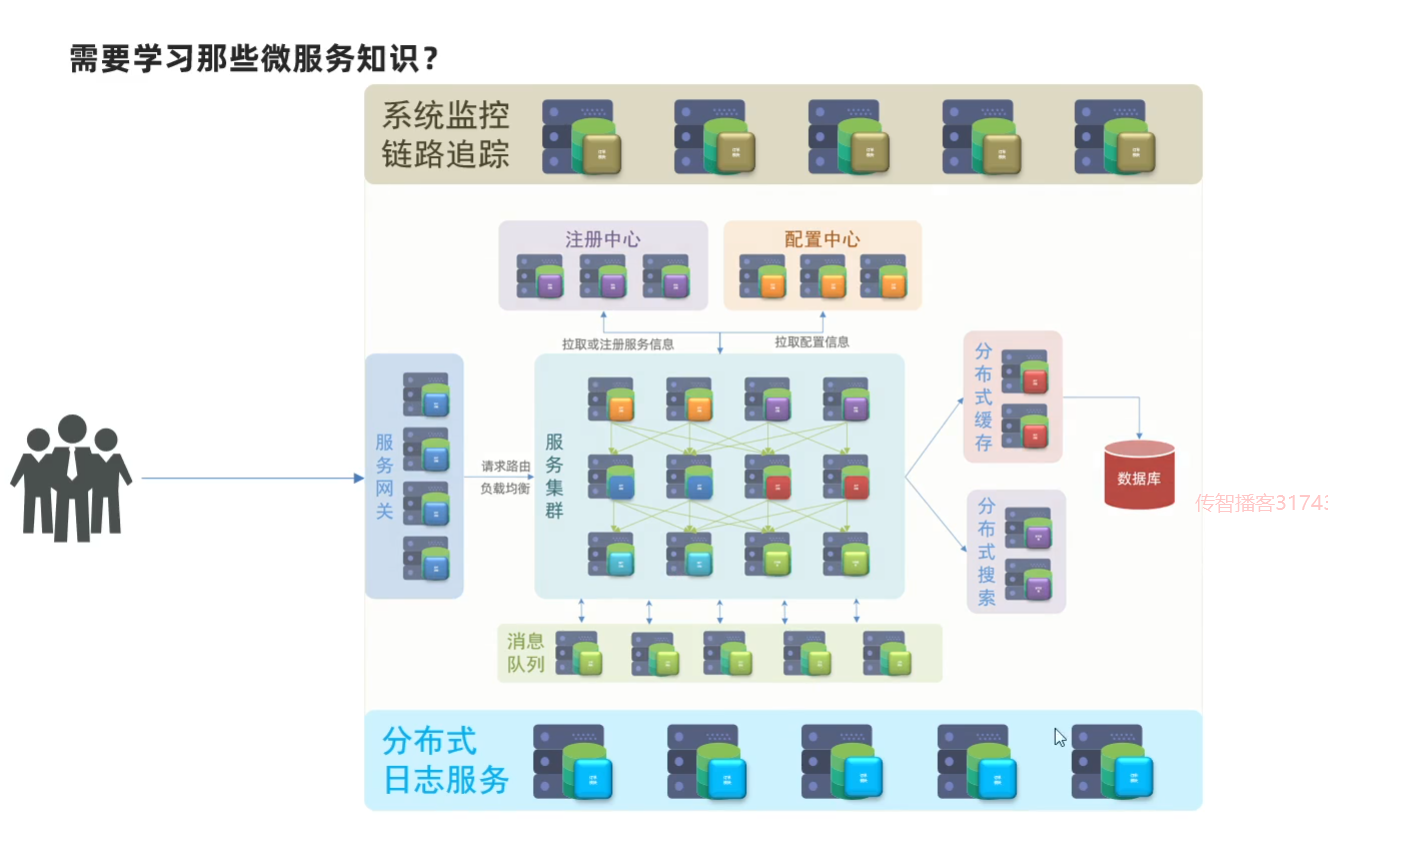 需要学习那些微服务知识？
系统监控
链路追踪
注册中心
配置中心
拉取或注册服务信息
拉取配置信息
服务网关
请求路由
负载均衡
服务集群
分布式缓存
数据库
分布式搜索
传智播客3174
消息
队列
分布式
日志服务